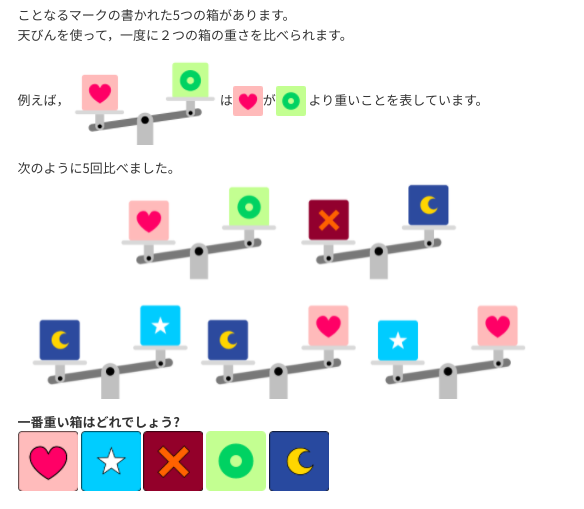 ことなるマークの書かれた5つの箱があります。
天びんを使って，一度に２つの箱の重さを比べられます。
例えば， は が より重いことを表しています。
次のように5回比べました。
一番重い箱はどれでしょう?